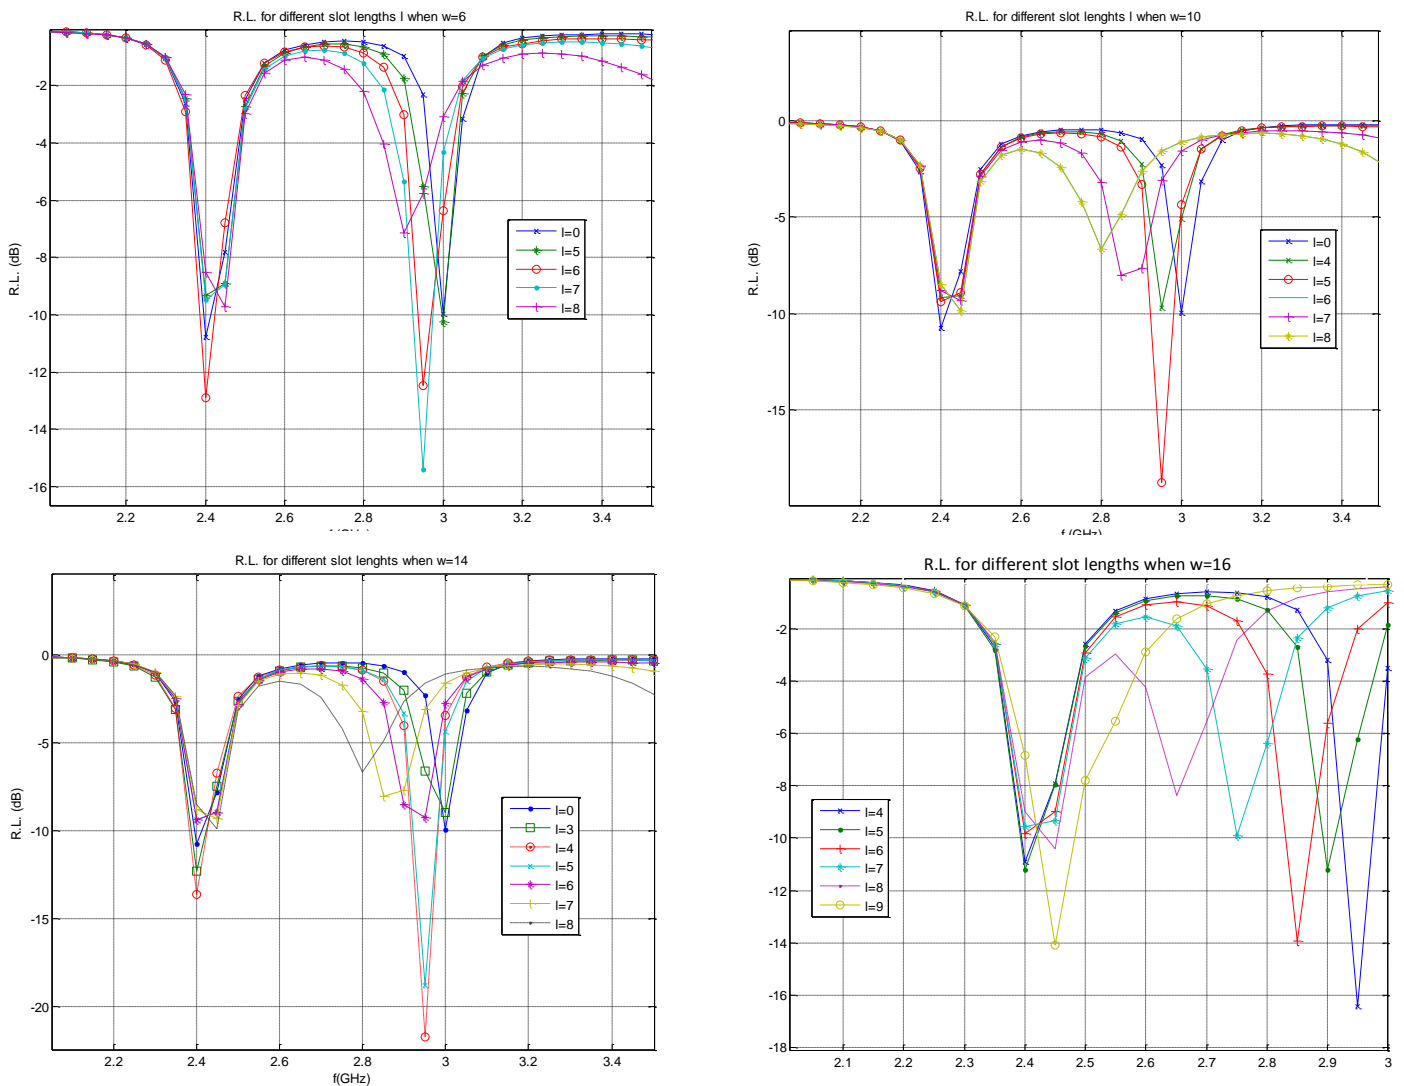 R.L. for different slot lengths l when w=6
-2
-4
-6
-8
-10
-12
-14
-16
R.L. (dB)
l=0
l=5
l=6
l=7
l=8
2.2 2.4 2.6 2.8 3 3.2 3.4
f (GHz)
R.L. for different slot lenghts l when w=10
0
-5
-10
-15
R.L. (dB)
l=0
l=4
l=5
l=6
l=7
l=8
2.2 2.4 2.6 2.8 3 3.2 3.4
f (GHz)
R.L. for different slot lenghts when w=14
0
-5
-10
-15
-20
R.L. (dB)
l=0
l=3
l=4
l=5
l=6
l=7
l=8
2.2 2.4 2.6 2.8 3 3.2 3.4
f(GHz)
R.L. for different slot lengths when w=16
-2
-4
-6
-8
-10
-12
-14
-16
-18
l=4
l=5
l=6
l=7
l=8
l=9
2.1 2.2 2.3 2.4 2.5 2.6 2.7 2.8 2.9 3